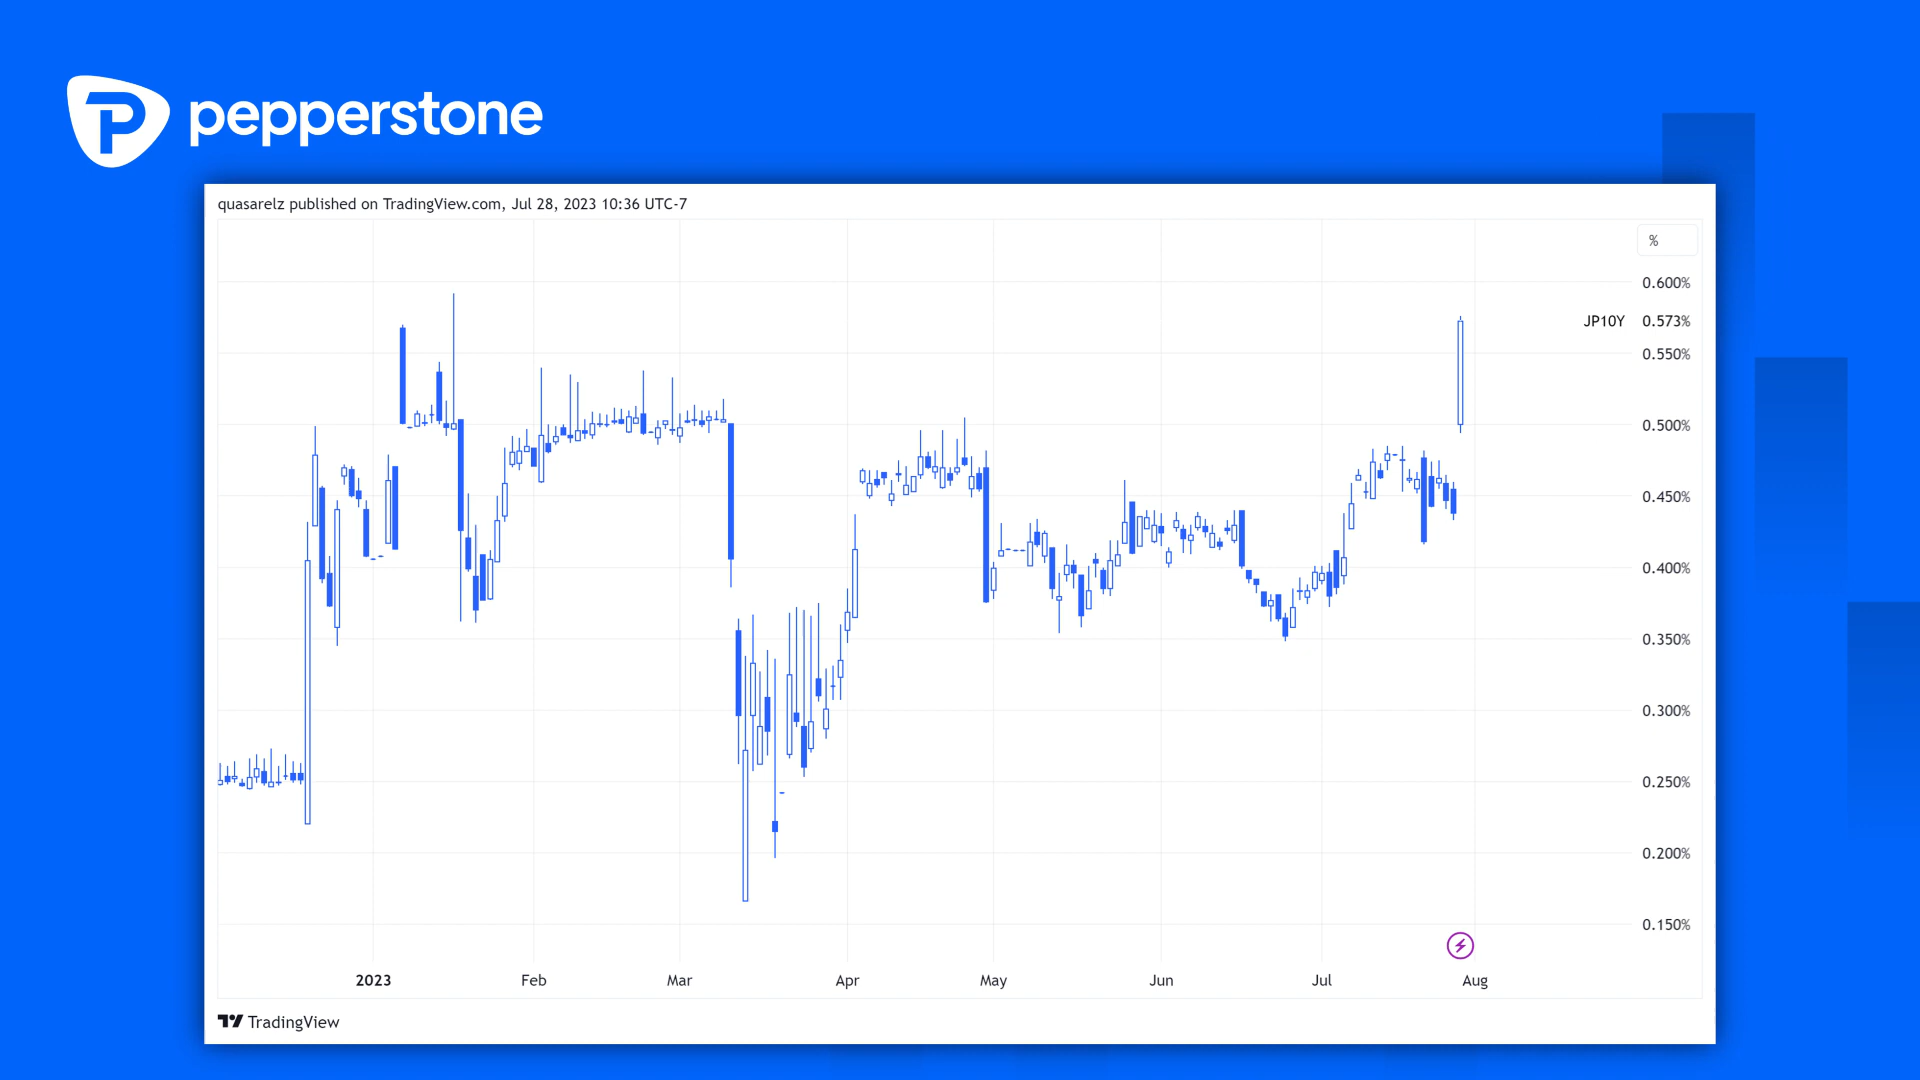 pepperstone
quasarelz published on TradingView.com, Jul 28, 2023 10:36 UTC-7
%
0.600%
JP10Y 0.573%
0.550%
0.500%
0.450%
0.400%
0.350%
0.300%
0.250%
0.200%
0.150%
2023 Feb Mar Apr May Jun Jul Aug
TradingView